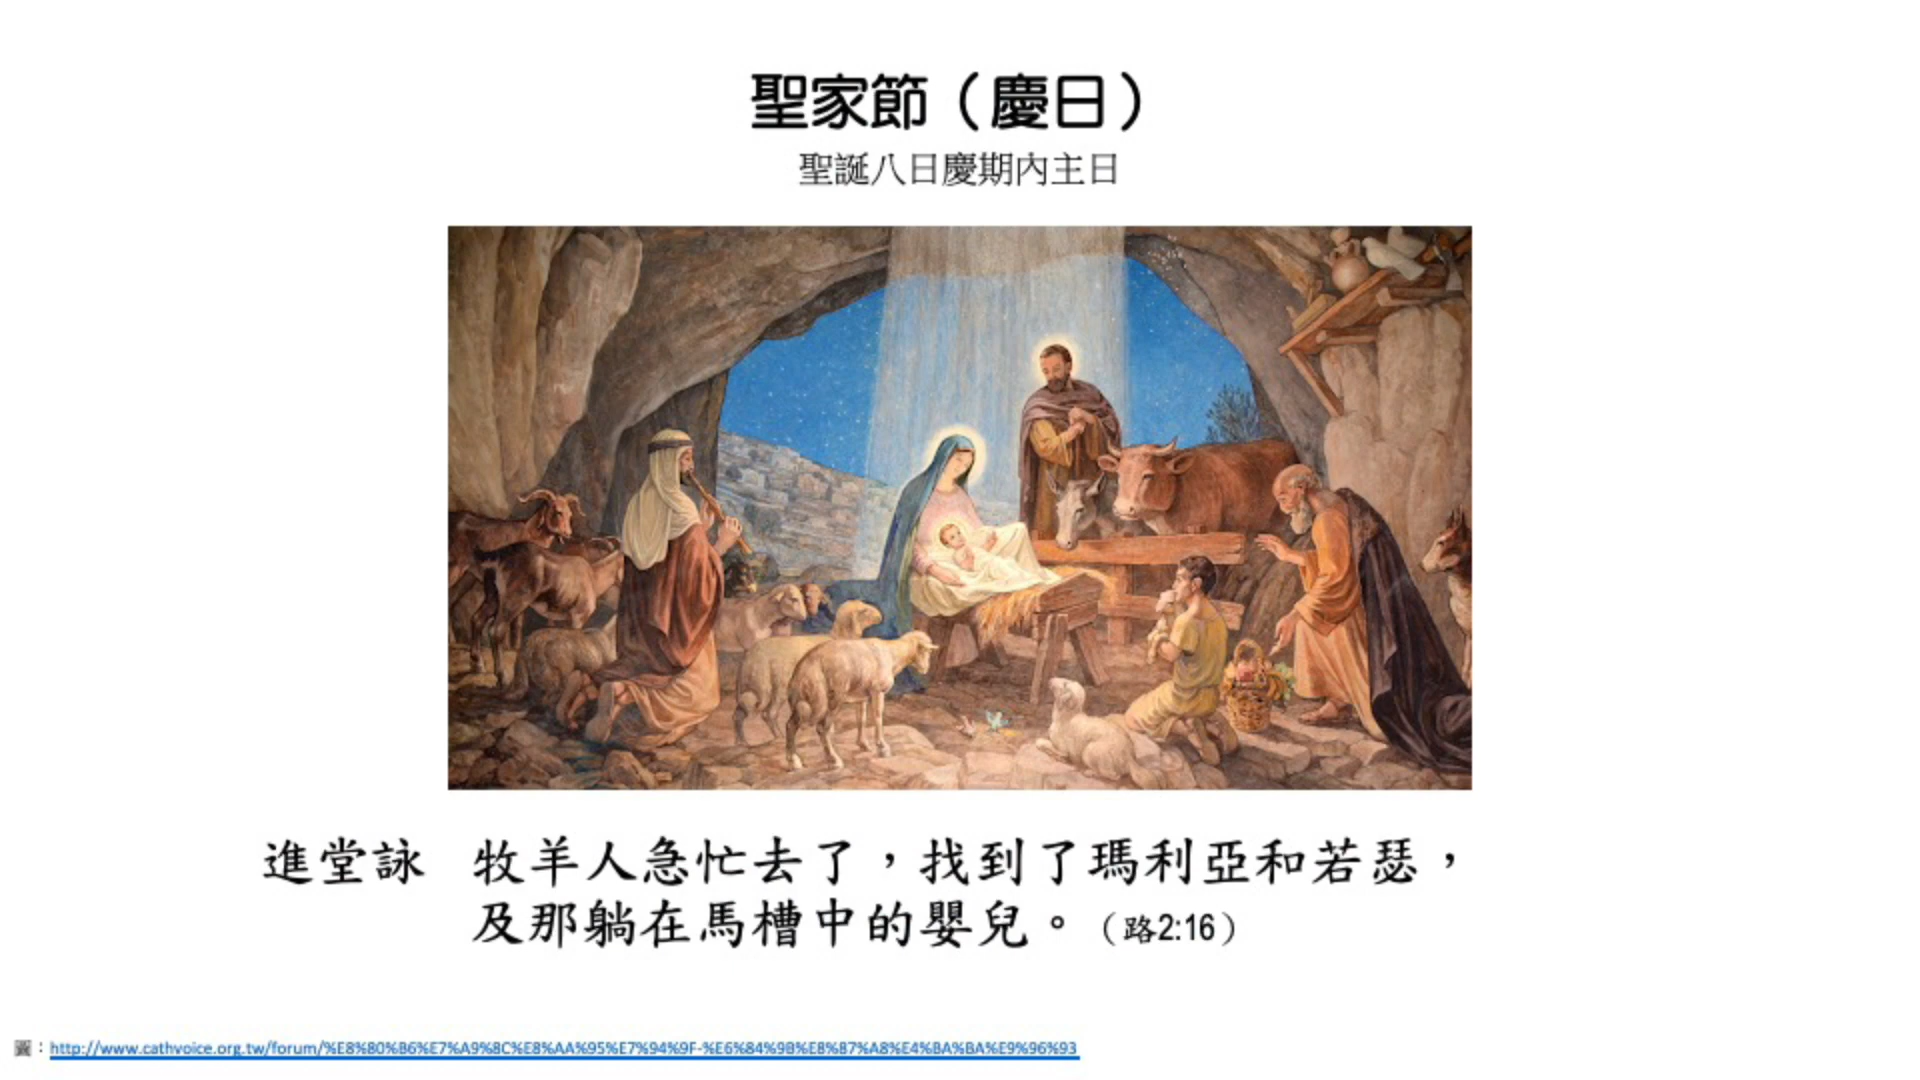 聖家節（慶日）
聖誕八日慶期內主日
進堂詠 牧羊人急忙去了，找到了瑪利亞和若瑟，
及那躺在馬槽中的嬰兒。（路2:16）
圖：http://www.cathvoice.org.tw/forum/%E8%80%B6%E7%A9%8C%E8%AA%95%E7%94%9F-%E6%84%9B%E8%87%A8%E4%BA%BA%E9%96%93